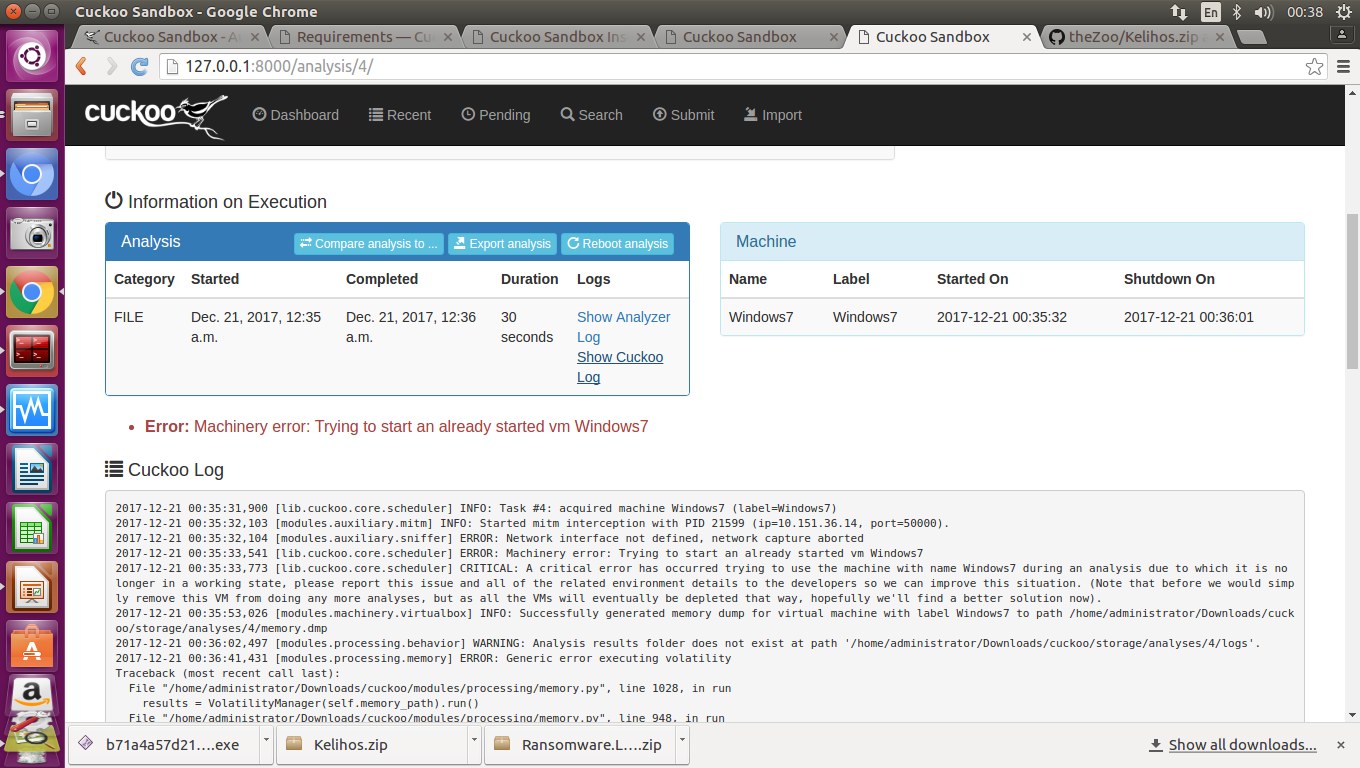 Cuckoo Sandbox - Google Chrome
En
00:38
Cuckoo Sandbox - A
Requirements — Cu
Cuckoo Sandbox Ins
Cuckoo Sandbox
Cuckoo Sandbox
theZoo/Kelihos.zip a
127.0.0.1:8000/analysis/4/
cuckoo
Dashboard
Recent
Pending
Search
Submit
Import
Information on Execution
Analysis
Compare analysis to ...
Export analysis
Reboot analysis
Category Started Completed Duration Logs
FILE Dec. 21, 2017, 12:35 Dec. 21, 2017, 12:36 30 Show Analyzer
a.m. a.m. seconds Log
Show Cuckoo
Log
Machine
Name Label Started On Shutdown On
Windows7 Windows7 2017-12-21 00:35:32 2017-12-21 00:36:01
• Error: Machinery error: Trying to start an already started vm Windows7
Cuckoo Log
2017-12-21 00:35:31,900 [lib.cuckoo.core.scheduler] INFO: Task #4: acquired machine Windows7 (label=Windows7)
2017-12-21 00:35:32,103 [modules.auxiliary.mitm] INFO: Started mitm interception with PID 21599 (ip=10.151.36.14, port=50000).
2017-12-21 00:35:32,104 [modules.auxiliary.sniffer] ERROR: Network interface not defined, network capture aborted
2017-12-21 00:35:33,541 [lib.cuckoo.core.scheduler] ERROR: Machinery error: Trying to start an already started vm Windows7
2017-12-21 00:35:33,773 [lib.cuckoo.core.scheduler] CRITICAL: A critical error has occurred trying to use the machine with name Windows7 during an analysis due to which it is no
longer in a working state, please report this issue and all of the related environment details to the developers so we can improve this situation. (Note that before we would simp
ly remove this VM from doing any more analyses, but as all the VMs will eventually be depleted that way, hopefully we'll find a better solution now).
2017-12-21 00:35:53,026 [modules.machinery.virtualbox] INFO: Successfully generated memory dump for virtual machine with label Windows7 to path /home/administrator/Downloads/cuck
oo/storage/analyses/4/memory.dmp
2017-12-21 00:36:02,497 [modules.processing.behavior] WARNING: Analysis results folder does not exist at path '/home/administrator/Downloads/cuckoo/storage/analyses/4/logs'.
2017-12-21 00:36:41,431 [modules.processing.memory] ERROR: Generic error executing volatility
Traceback (most recent call last):
File "/home/administrator/Downloads/cuckoo/modules/processing/memory.py", line 1028, in run
results = VolatilityManager(self.memory_path).run()
File "/home/administrator/Downloads/cuckoo/modules/processing/memory.py", line 948, in run
b71a4a57d21....exe
Kelihos.zip
Ransomware.L....zip
Show all downloads...